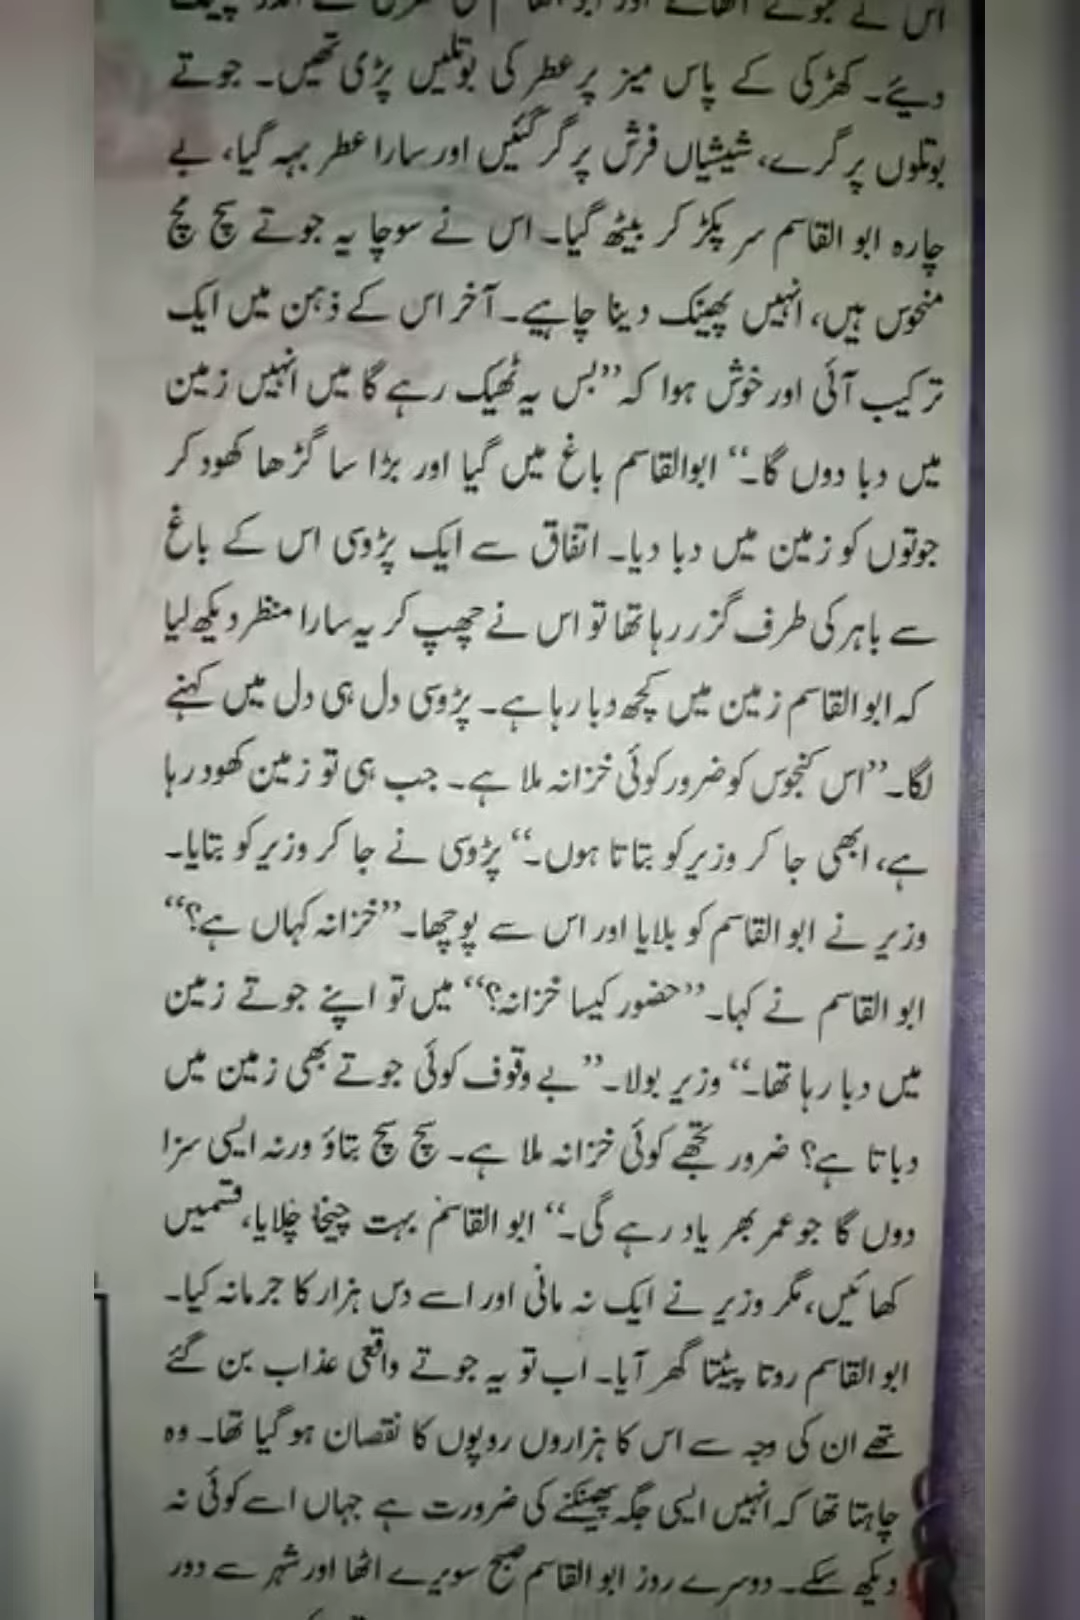 اس نے جوتے اٹھائے اور ابو القاسم کی کھڑکی کے اندر پھینک
دیئے۔ کھڑکی کے پاس میز پر عطر کی بوتلیں پڑی تھیں۔ جوتے
بوتلوں پر گرے، شیشیاں فرش پر گر گئیں اور سارا عطر بہہ گیا، بے
چارہ ابو القاسم سر پکڑ کر بیٹھ گیا۔ اس نے سوچا یہ جوتے سچ مچ
منحوس ہیں، انہیں پھینک دینا چاہیے۔ آخر اس کے ذہن میں ایک
ترکیب آئی اور خوش ہوا کہ ”بس یہ ٹھیک رہے گا میں انہیں زمین
میں دبا دوں گا۔“ ابوالقاسم باغ میں گیا اور بڑا سا گڑھا کھود کر
جوتوں کو زمین میں دبا دیا۔ اتفاق سے ایک پڑوسی اس کے باغ
سے باہر کی طرف گزر رہا تھا تو اس نے چھپ کر یہ سارا منظر دیکھ لیا
کہ ابو القاسم زمین میں کچھ دبا رہا ہے۔ پڑوسی دل ہی دل میں کہنے
لگا۔ ”اس کنجوس کو ضرور کوئی خزانہ ملا ہے۔ جب ہی تو زمین کھود رہا
ہے، ابھی جا کر وزیر کو بتاتا ہوں۔“ پڑوسی نے جا کر وزیر کو بتایا۔
وزیر نے ابو القاسم کو بلایا اور اس سے پوچھا۔ ”خزانہ کہاں ہے؟“
ابو القاسم نے کہا۔ ”حضور کیسا خزانہ؟“ میں تو اپنے جوتے زمین
میں دبا رہا تھا۔“ وزیر بولا۔ ”بے وقوف کوئی جوتے بھی زمین میں
دباتا ہے؟ ضرور تجھے کوئی خزانہ ملا ہے۔ سچ سچ بتاؤ ورنہ ایسی سزا
دوں گا جو عمر بھر یاد رہے گی۔“ ابو القاسم بہت چیخا چلایا، قسمیں
کھائیں، مگر وزیر نے ایک نہ مانی اور اسے دس ہزار کا جرمانہ کیا۔
ابو القاسم روتا پیٹتا گھر آیا۔ اب تو یہ جوتے واقعی عذاب بن گئے
تھے ان کی وجہ سے اس کا ہزاروں روپوں کا نقصان ہو گیا تھا۔ وہ
چاہتا تھا کہ انہیں ایسی جگہ پھینکنے کی ضرورت ہے جہاں اسے کوئی نہ
دیکھ سکے۔ دوسرے روز ابو القاسم صبح سویرے اٹھا اور شہر سے دور